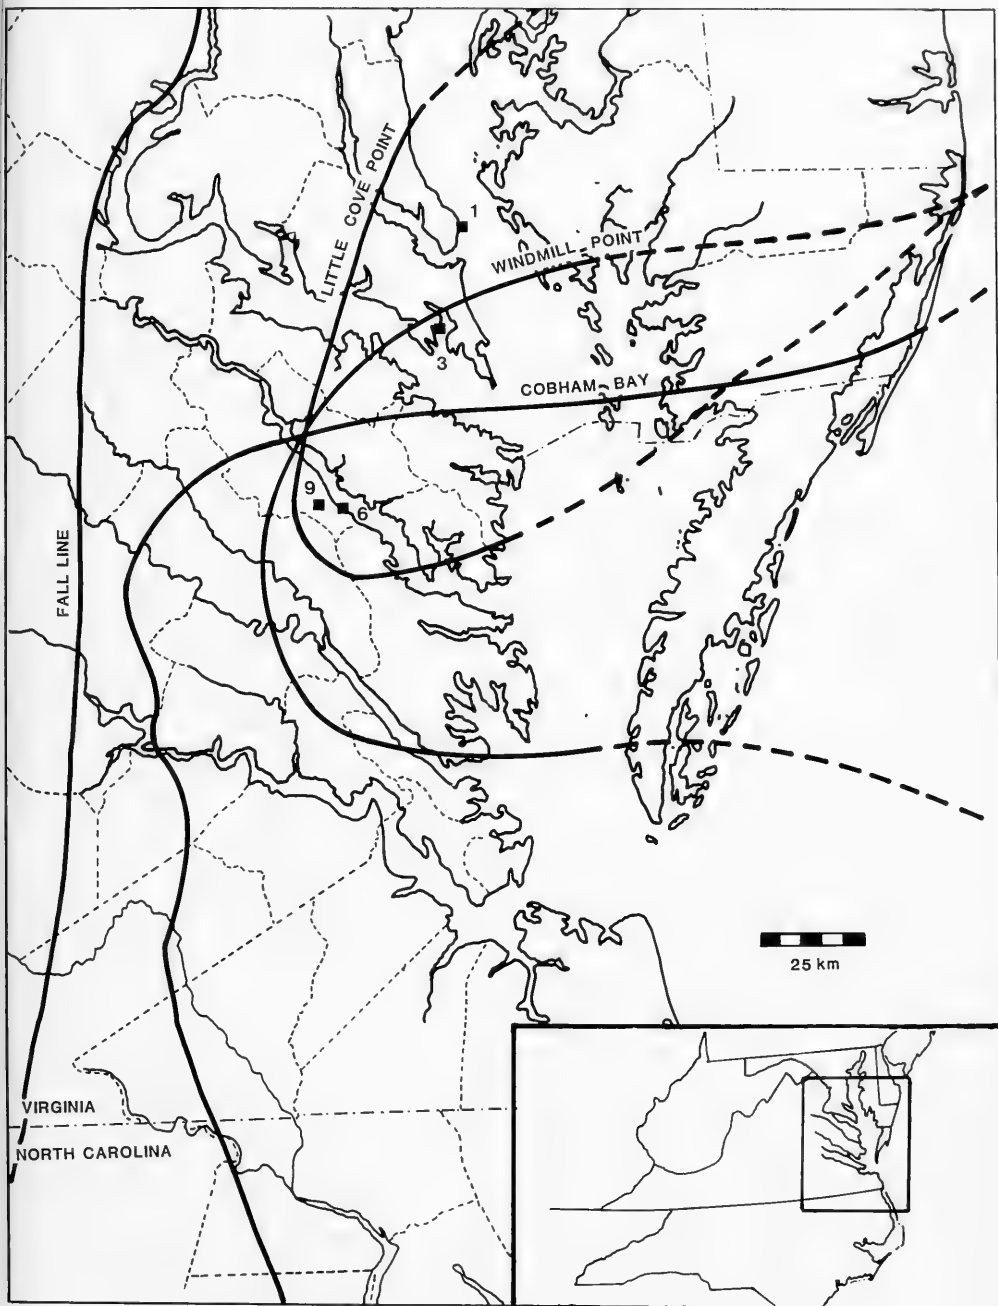 LITTLE COVE POINT
1
WINDMILL POINT
3
COBHAM BAY
9
6
FALL LINE
25 km
VIRGINIA
NORTH CAROLINA